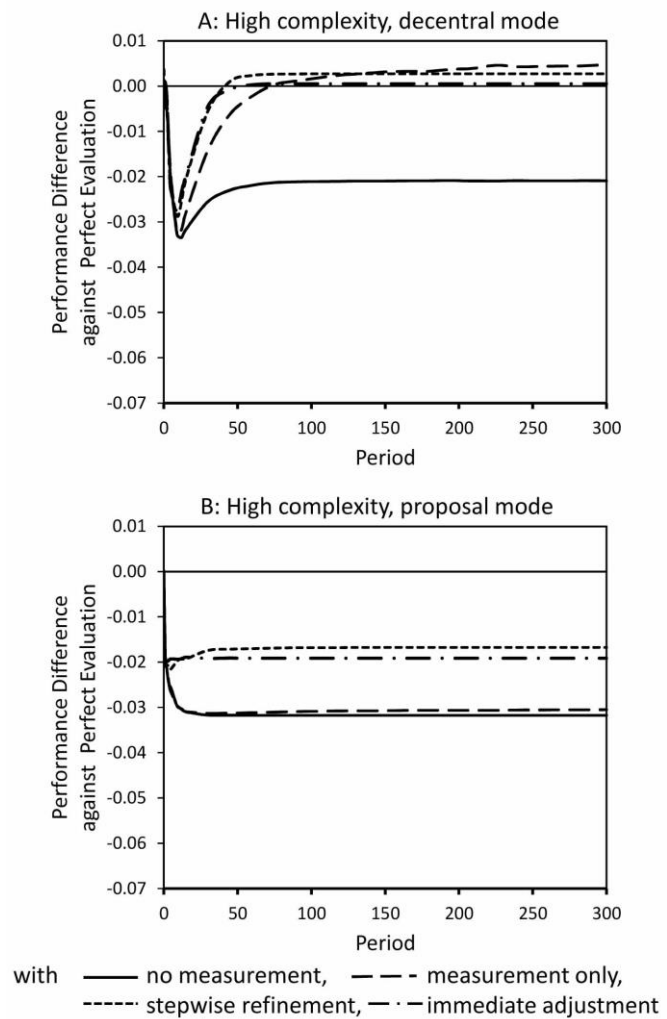 A: High complexity, decentral mode
Performance Difference
against Perfect Evaluation
0.01
0.00
-0.01
-0.02
-0.03
-0.04
-0.05
-0.06
-0.07
0 50 100 150 200 250 300
Period
B: High complexity, proposal mode
Performance Difference
against Perfect Evaluation
0.01
0.00
-0.01
-0.02
-0.03
-0.04
-0.05
-0.06
-0.07
0 50 100 150 200 250 300
Period
with no measurement, measurement only,
stepwise refinement, immediate adjustment